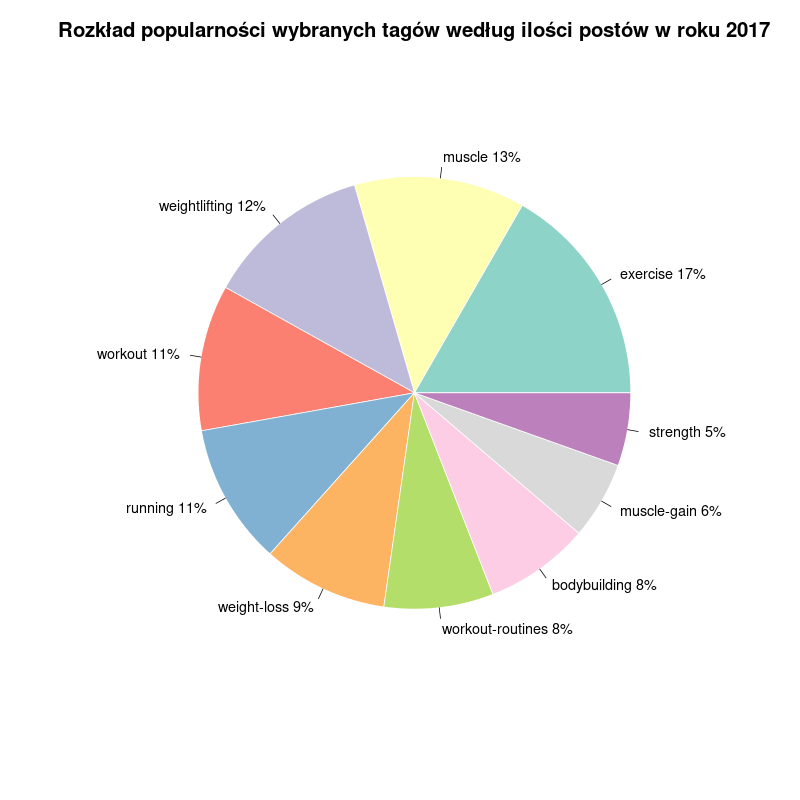 Rozkład popularności wybranych tagów według ilości postów w roku 2017
muscle 13%
weightlifting 12%
exercise 17%
workout 11%
strength 5%
running 11%
muscle-gain 6%
bodybuilding 8%
weight-loss 9%
workout-routines 8%